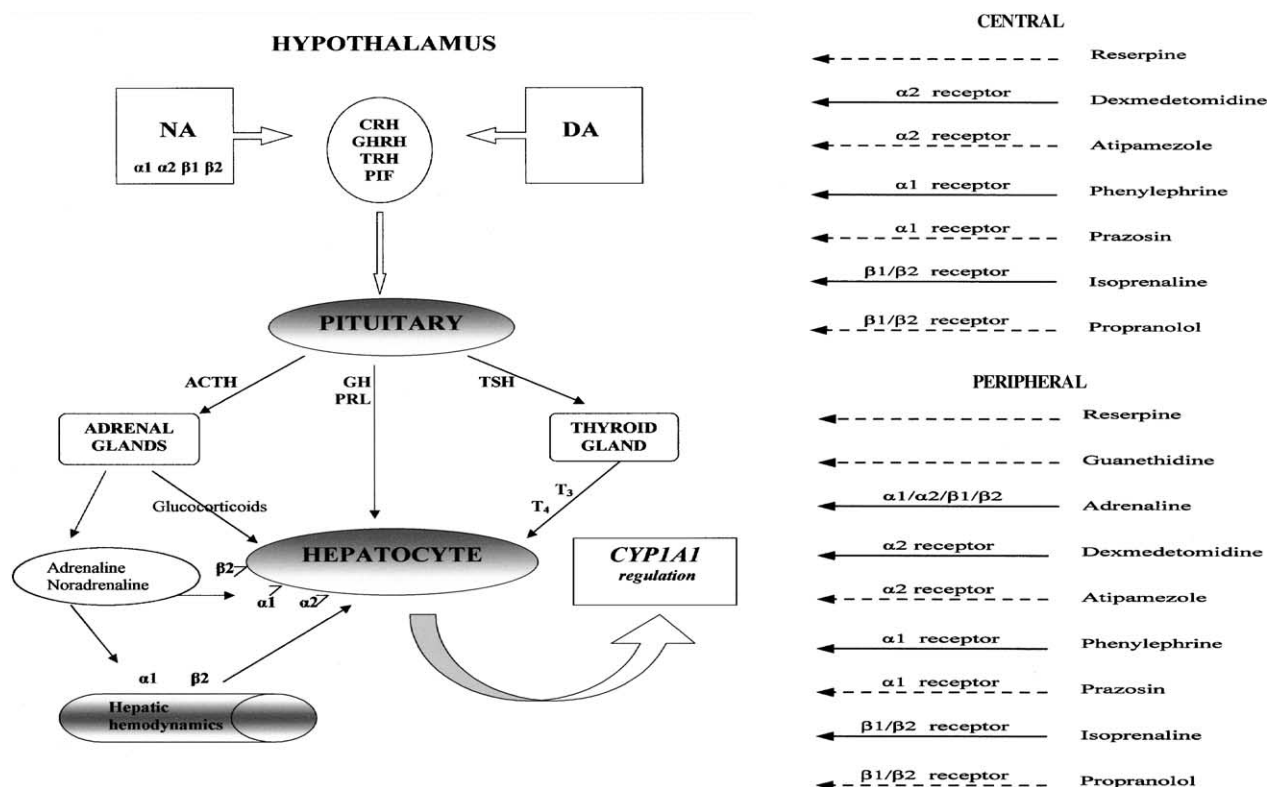 HYPOTHALAMUS
NA
α1 α2 β1 β2
CRH
GHRH
TRH
PIF
DA
PITUITARY
ACTH
GH
PRL
TSH
ADRENAL
GLANDS
THYROID
GLAND
Glucocorticoids
T3
T4
HEPATOCYTE
Adrenaline
Noradrenaline
β2
α1
α2
CYP1A1
regulation
α1
β2
Hepatic
hemodynamics
CENTRAL
Reserpine
α2 receptor
Dexmedetomidine
α2 receptor
Atipamezole
α1 receptor
Phenylephrine
α1 receptor
Prazosin
β1/β2 receptor
Isoprenaline
β1/β2 receptor
Propranolol
PERIPHERAL
Reserpine
Guanethidine
α1/α2/β1/β2
Adrenaline
α2 receptor
Dexmedetomidine
α2 receptor
Atipamezole
α1 receptor
Phenylephrine
α1 receptor
Prazosin
β1/β2 receptor
Isoprenaline
β1/β2 receptor
Propranolol